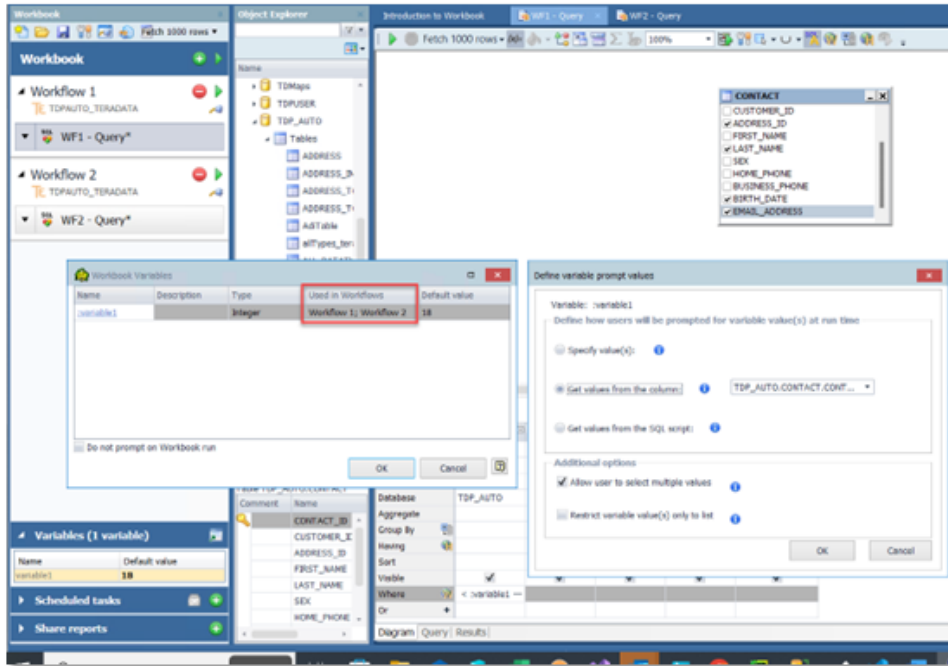 Workbook
Fetch 1000 rows
Workbook
Workflow 1
TDPAUTO_TERADATA
WF1 - Query*
Workflow 2
TDPAUTO_TERADATA
WF2 - Query*
Object Explorer
Name
TDMaps
TDPUSER
TDP_AUTO
Tables
ADDRESS
AdlTable
Introduction to Workbook
WF1 - Query
WF2 - Query
Fetch 1000 rows
100%
CONTACT
CUSTOMER_ID
ADDRESS_ID
FIRST_NAME
LAST_NAME
SEX
HOME_PHONE
BUSINESS_PHONE
BIRTH_DATE
EMAIL_ADDRESS
Workbook Variables
Name Description Type Used in Workflows Default value
:variable1 Integer Workflow 1; Workflow 2 18
Do not prompt on Workbook run
OK Cancel
Define variable prompt values
Variable: :variable1
Define how users will be prompted for variable value(s) at run time
Specify value(s):
Get values from the column: TDP_AUTO.CONTACT.CONT...
Get values from the SQL script:
Additional options
Allow user to select multiple values
Restrict variable value(s) only to list
OK Cancel
Comment Name
CONTACT_ID
ADDRESS_ID
FIRST_NAME
LAST_NAME
SEX
HOME_PHONE
Database TDP_AUTO
Aggregate
Group By
Having
Sort
Visible
Where < :variable1
Or
Diagram Query Results
Variables (1 variable)
Name Default value
variable1 18
Scheduled tasks
Share reports